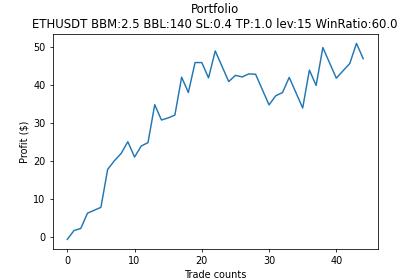 Portfolio
ETHUSDT BBM:2.5 BBL:140 SL:0.4 TP:1.0 lev:15 WinRatio:60.0
50
40
30
20
10
0
Profit ($)
0 10 20 30 40
Trade counts